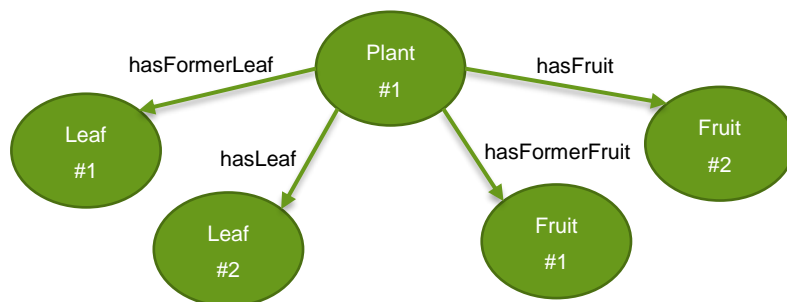 Plant
#1
hasFormerLeaf
hasFruit
Leaf
#1
Fruit
#2
hasLeaf
hasFormerFruit
Leaf
#2
Fruit
#1